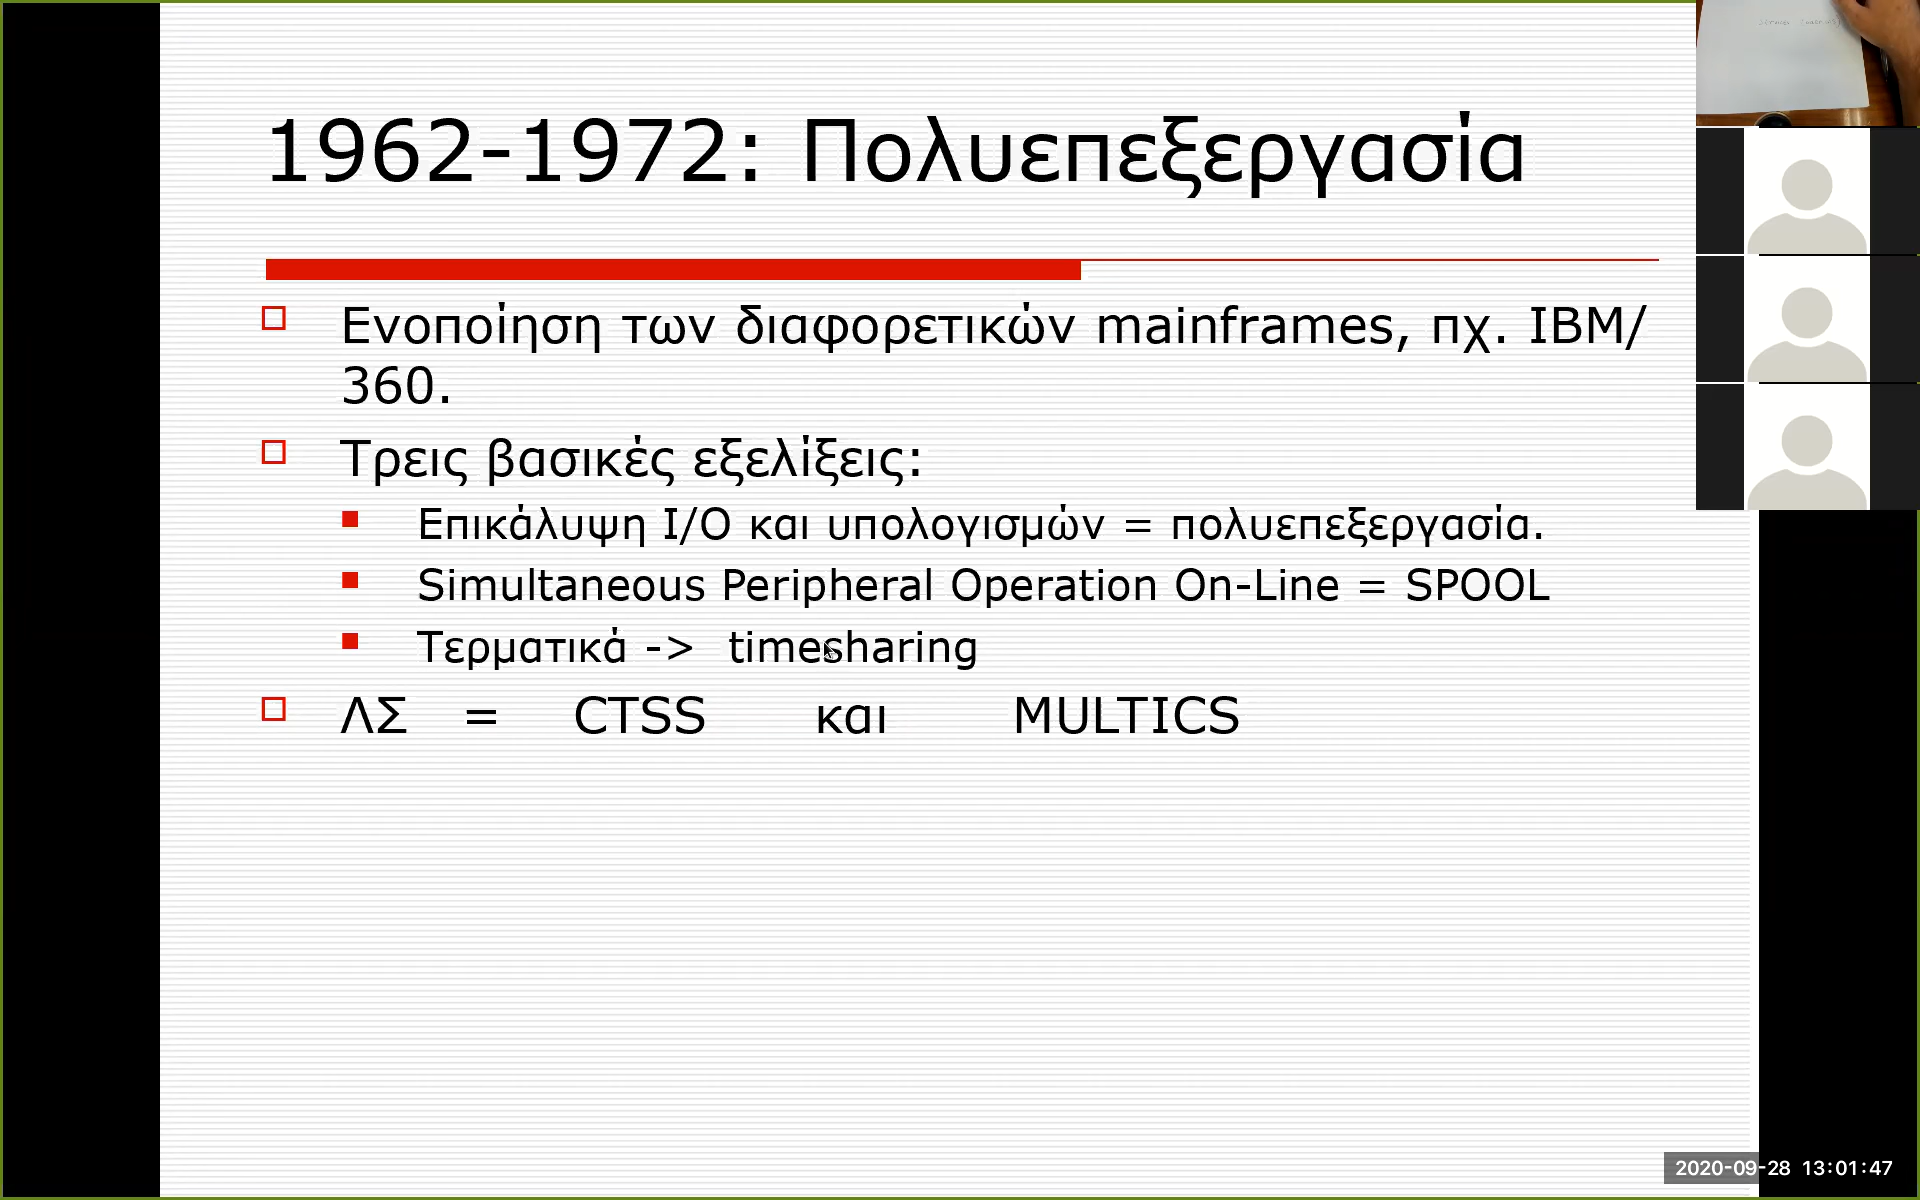 1962-1972: Πολυεπεξεργασία
Ενοποίηση των διαφορετικών mainframes, πχ. IBM/
360.
Τρεις βασικές εξελίξεις:
Επικάλυψη I/O και υπολογισμών = πολυεπεξεργασία.
Simultaneous Peripheral Operation On-Line = SPOOL
Τερματικά -> timesharing
ΛΣ = CTSS και MULTICS
2020-09-28 13:01:47